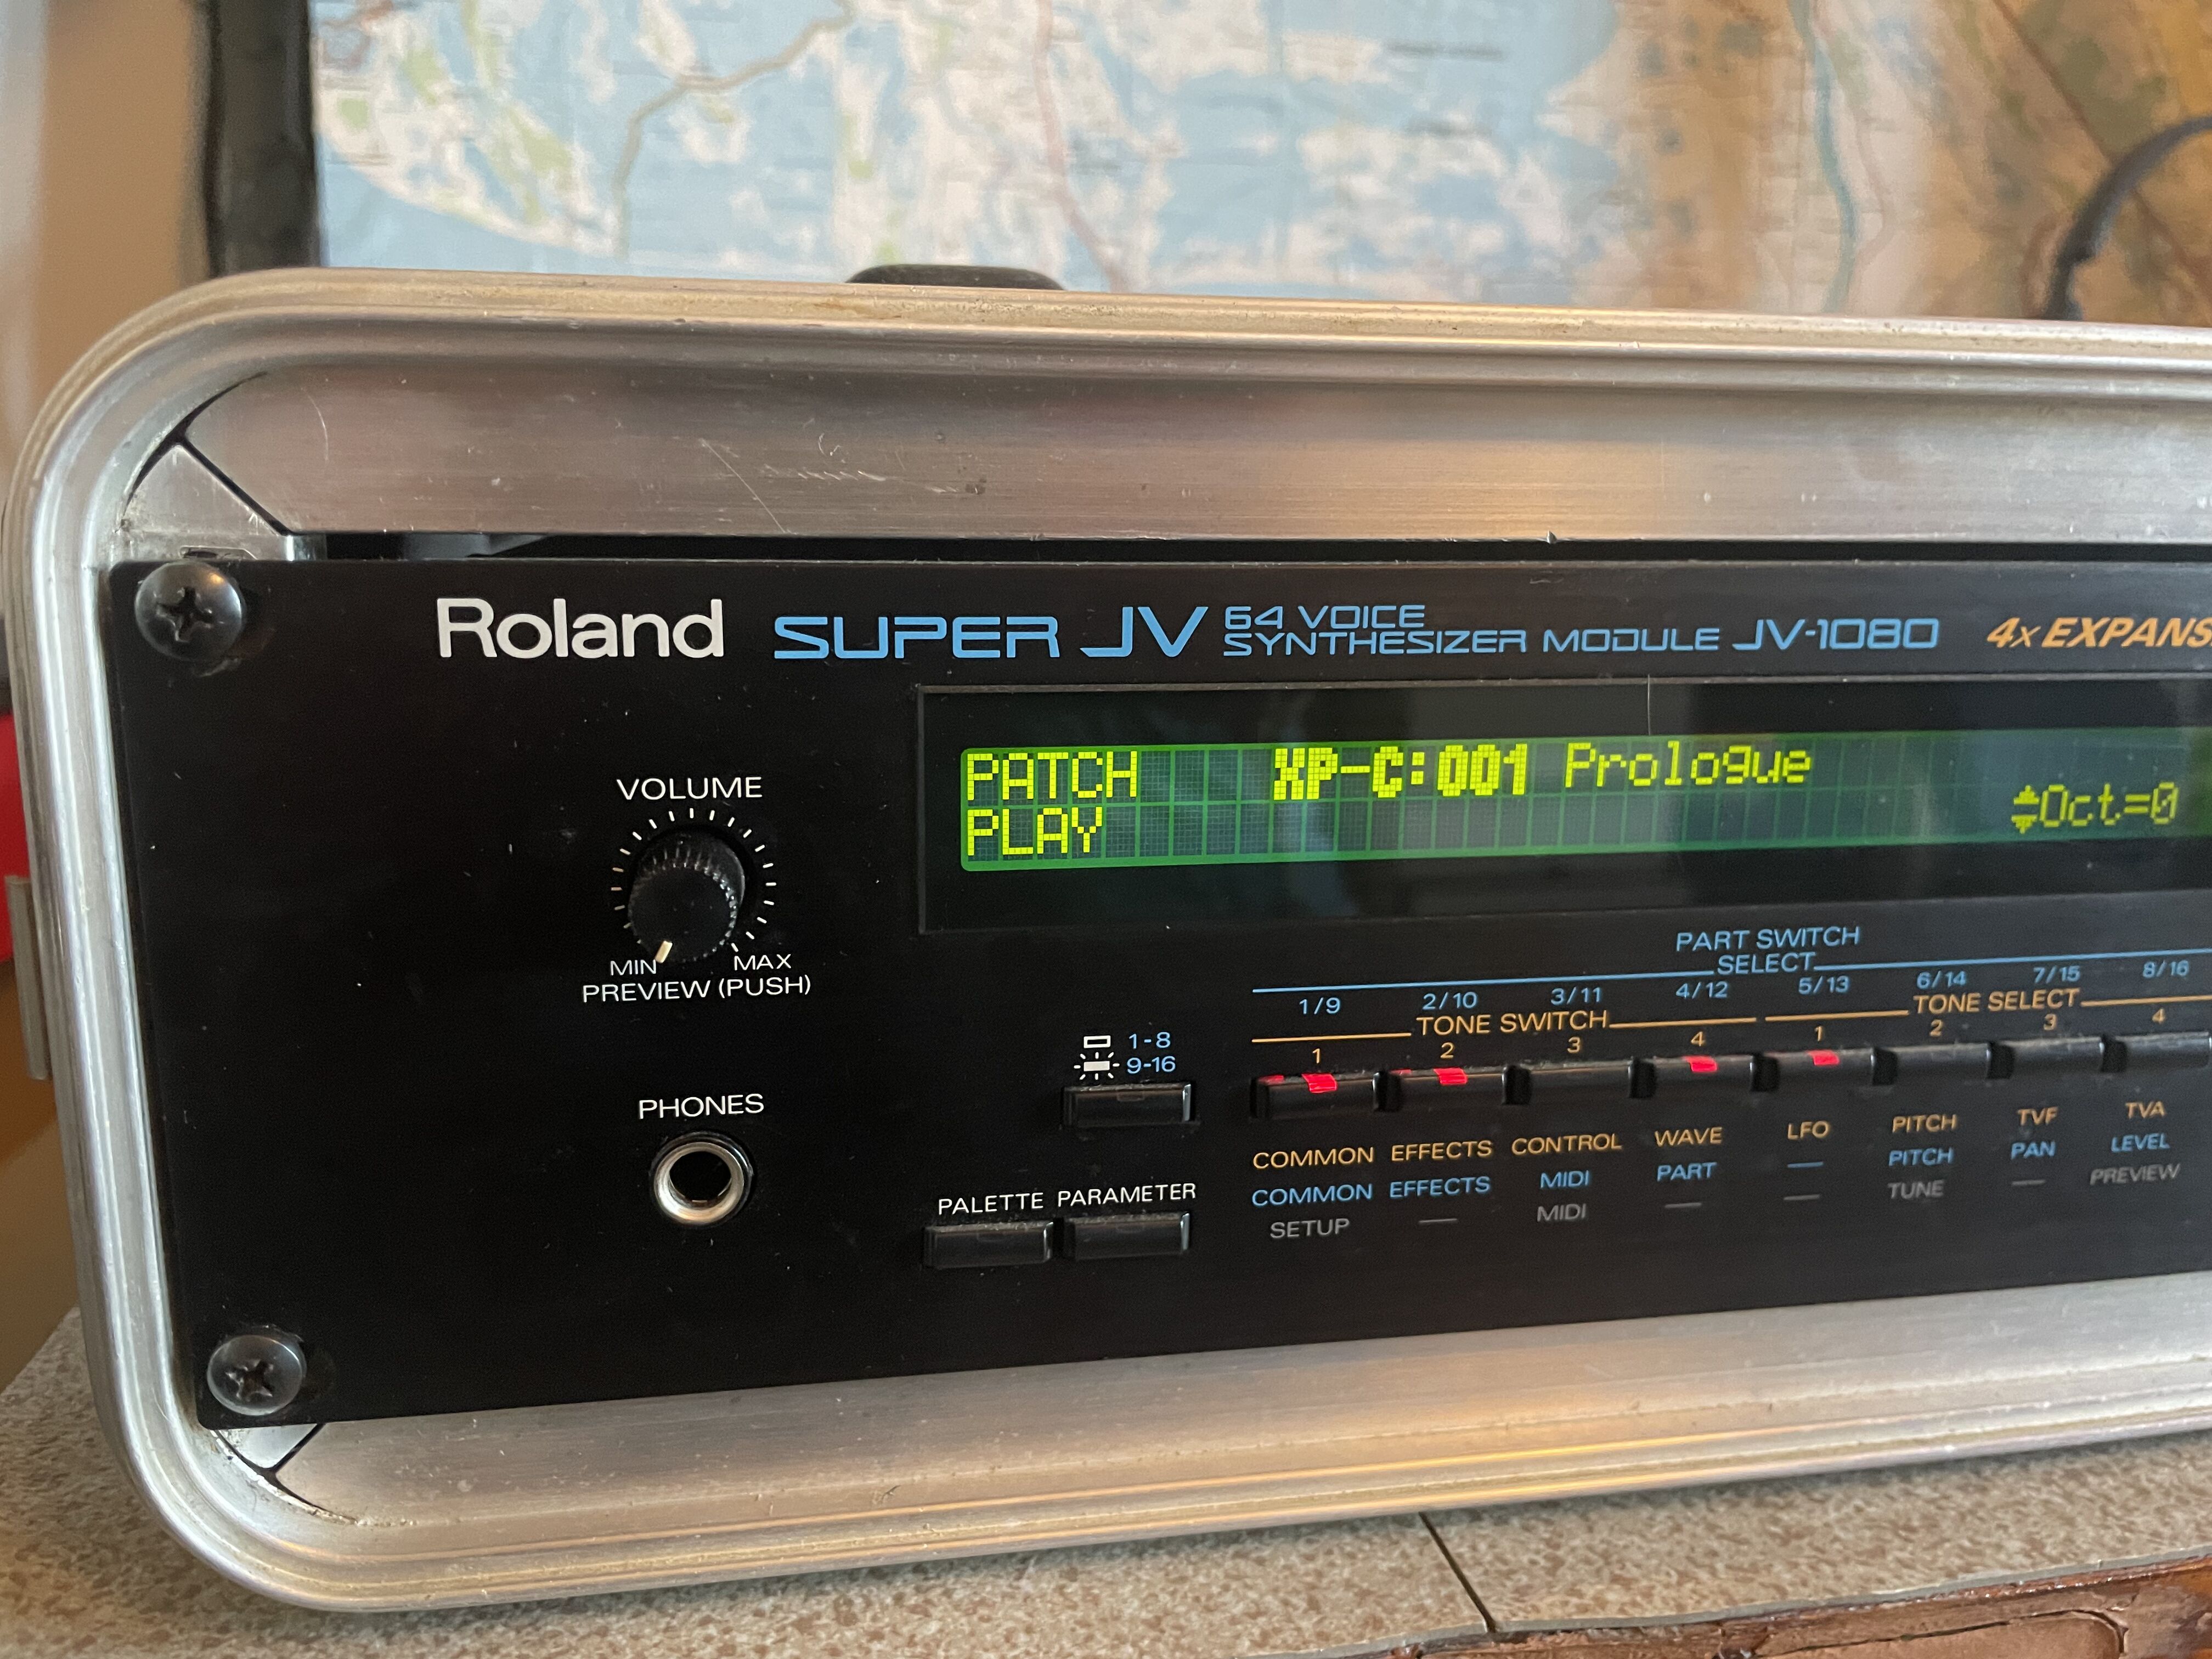 Roland SUPER JV 64 VOICE SYNTHESIZER MODULE JV-1080 4x EXPANS
PATCH XP-C:001 Prologue
PLAY Oct=0
VOLUME
MIN MAX
PREVIEW (PUSH)
PHONES
PART SWITCH
SELECT
1/9 2/10 3/11 4/12 5/13 6/14 7/15 8/16
TONE SWITCH TONE SELECT
1 2 3 4 1 2 3 4
1-8
9-16
COMMON EFFECTS CONTROL WAVE LFO PITCH TVF TVA
COMMON EFFECTS MIDI PART — PITCH PAN LEVEL
SETUP — MIDI — — TUNE — PREVIEW
PALETTE PARAMETER